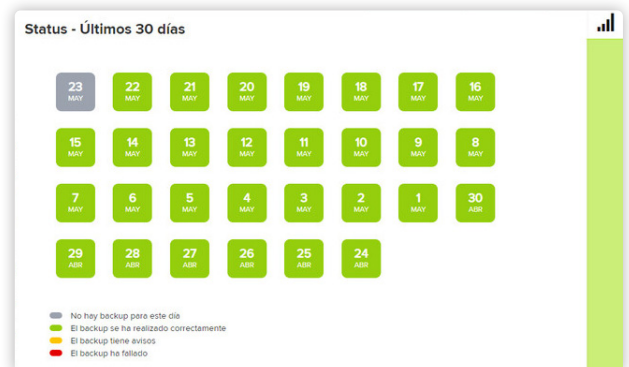 Status - Últimos 30 días
23 22 21 20 19 18 17 16
MAY MAY MAY MAY MAY MAY MAY MAY
15 14 13 12 11 10 9 8
MAY MAY MAY MAY MAY MAY MAY MAY
7 6 5 4 3 2 1 30
MAY MAY MAY MAY MAY MAY MAY ABR
29 28 27 26 25 24
ABR ABR ABR ABR ABR ABR
No hay backup para este día
El backup se ha realizado correctamente
El backup tiene avisos
El backup ha fallado